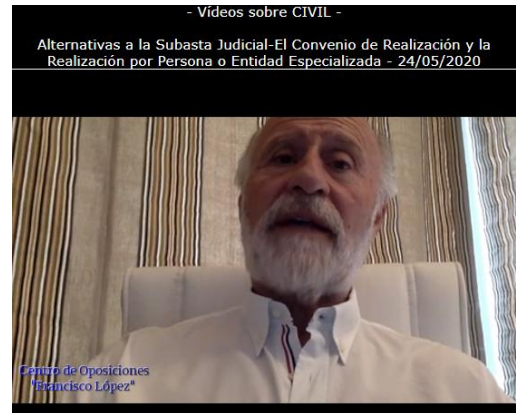 - Vídeos sobre CIVIL -
Alternativas a la Subasta Judicial-El Convenio de Realización y la
Realización por Persona o Entidad Especializada - 24/05/2020
Centro de Oposiciones
"Francisco López"